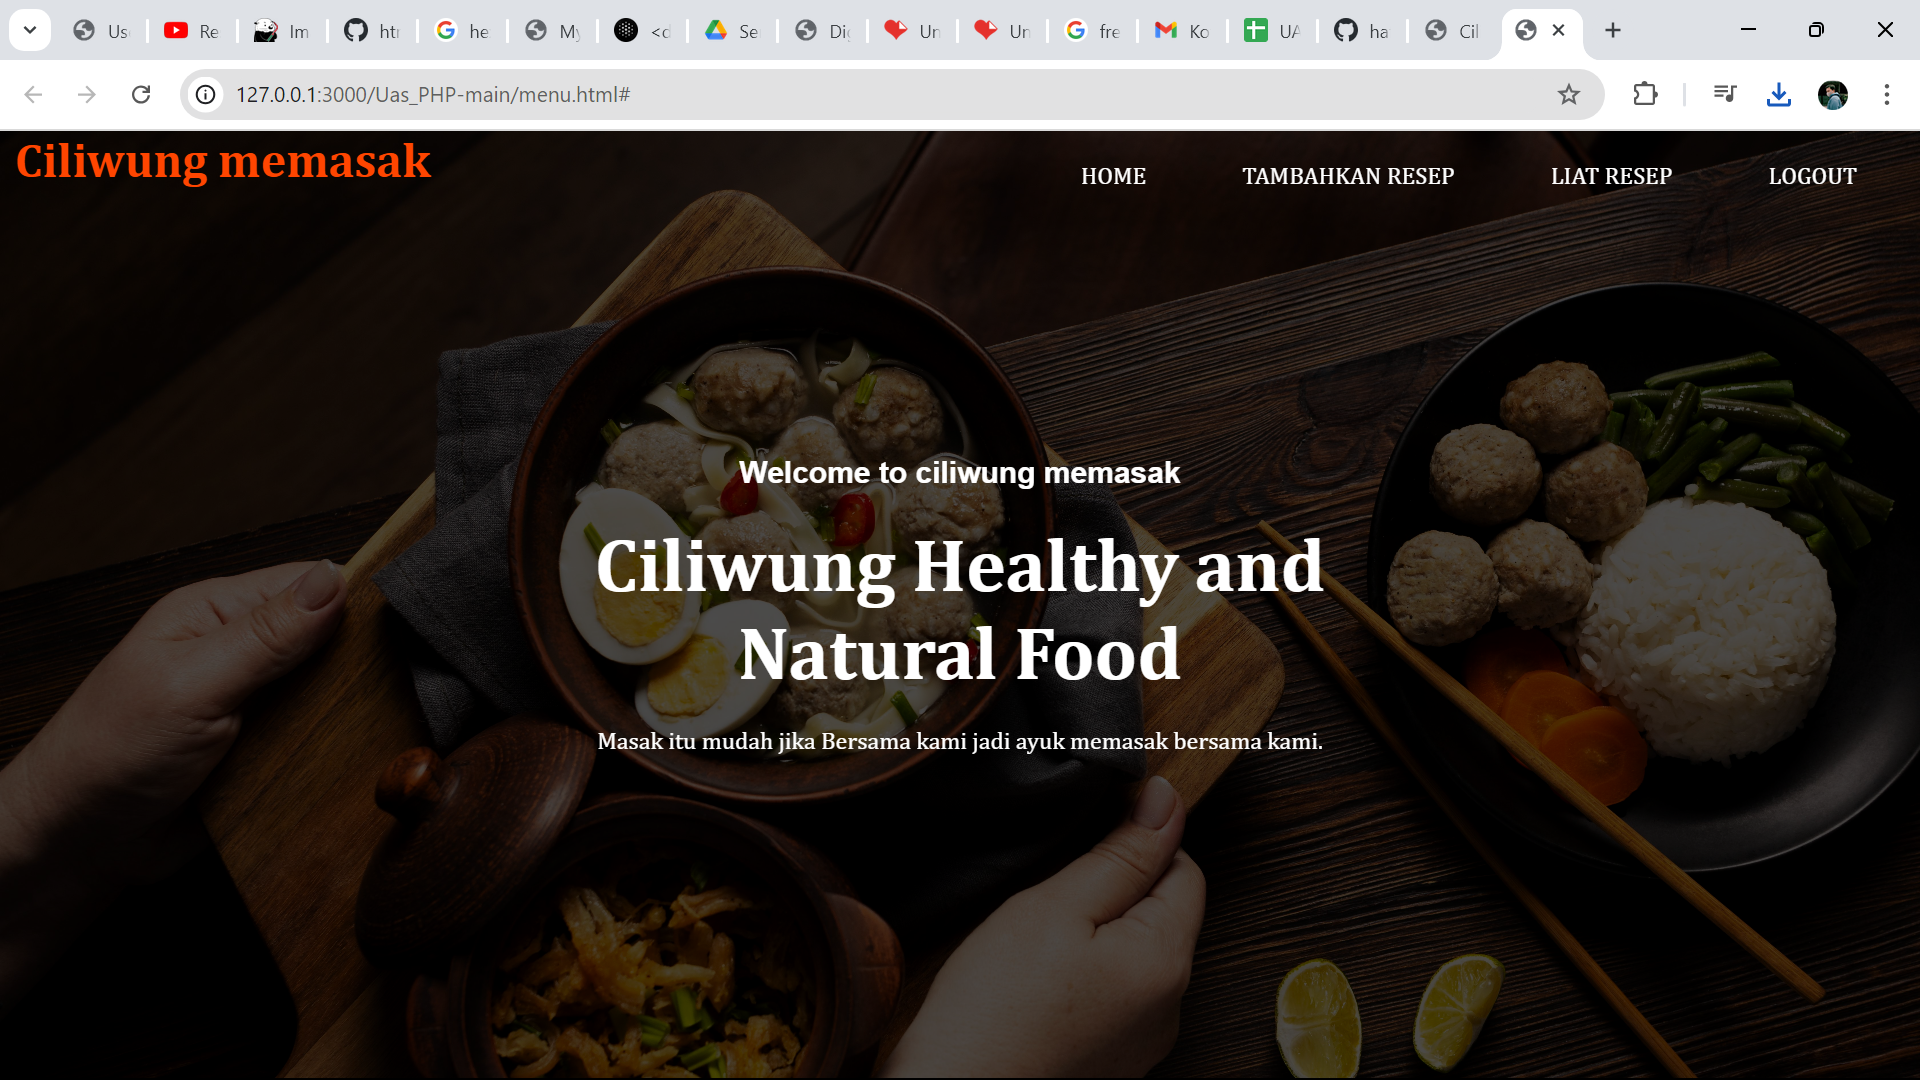 Us
Re
Im
htm
he
My
<d
Se
Dig
Un
Un
fre
Ko
UA
ha
Cil
127.0.0.1:3000/Uas_PHP-main/menu.html#
Ciliwung memasak
HOME
TAMBAHKAN RESEP
LIAT RESEP
LOGOUT
Welcome to ciliwung memasak
Ciliwung Healthy and
Natural Food
Masak itu mudah jika Bersama kami jadi ayuk memasak bersama kami.